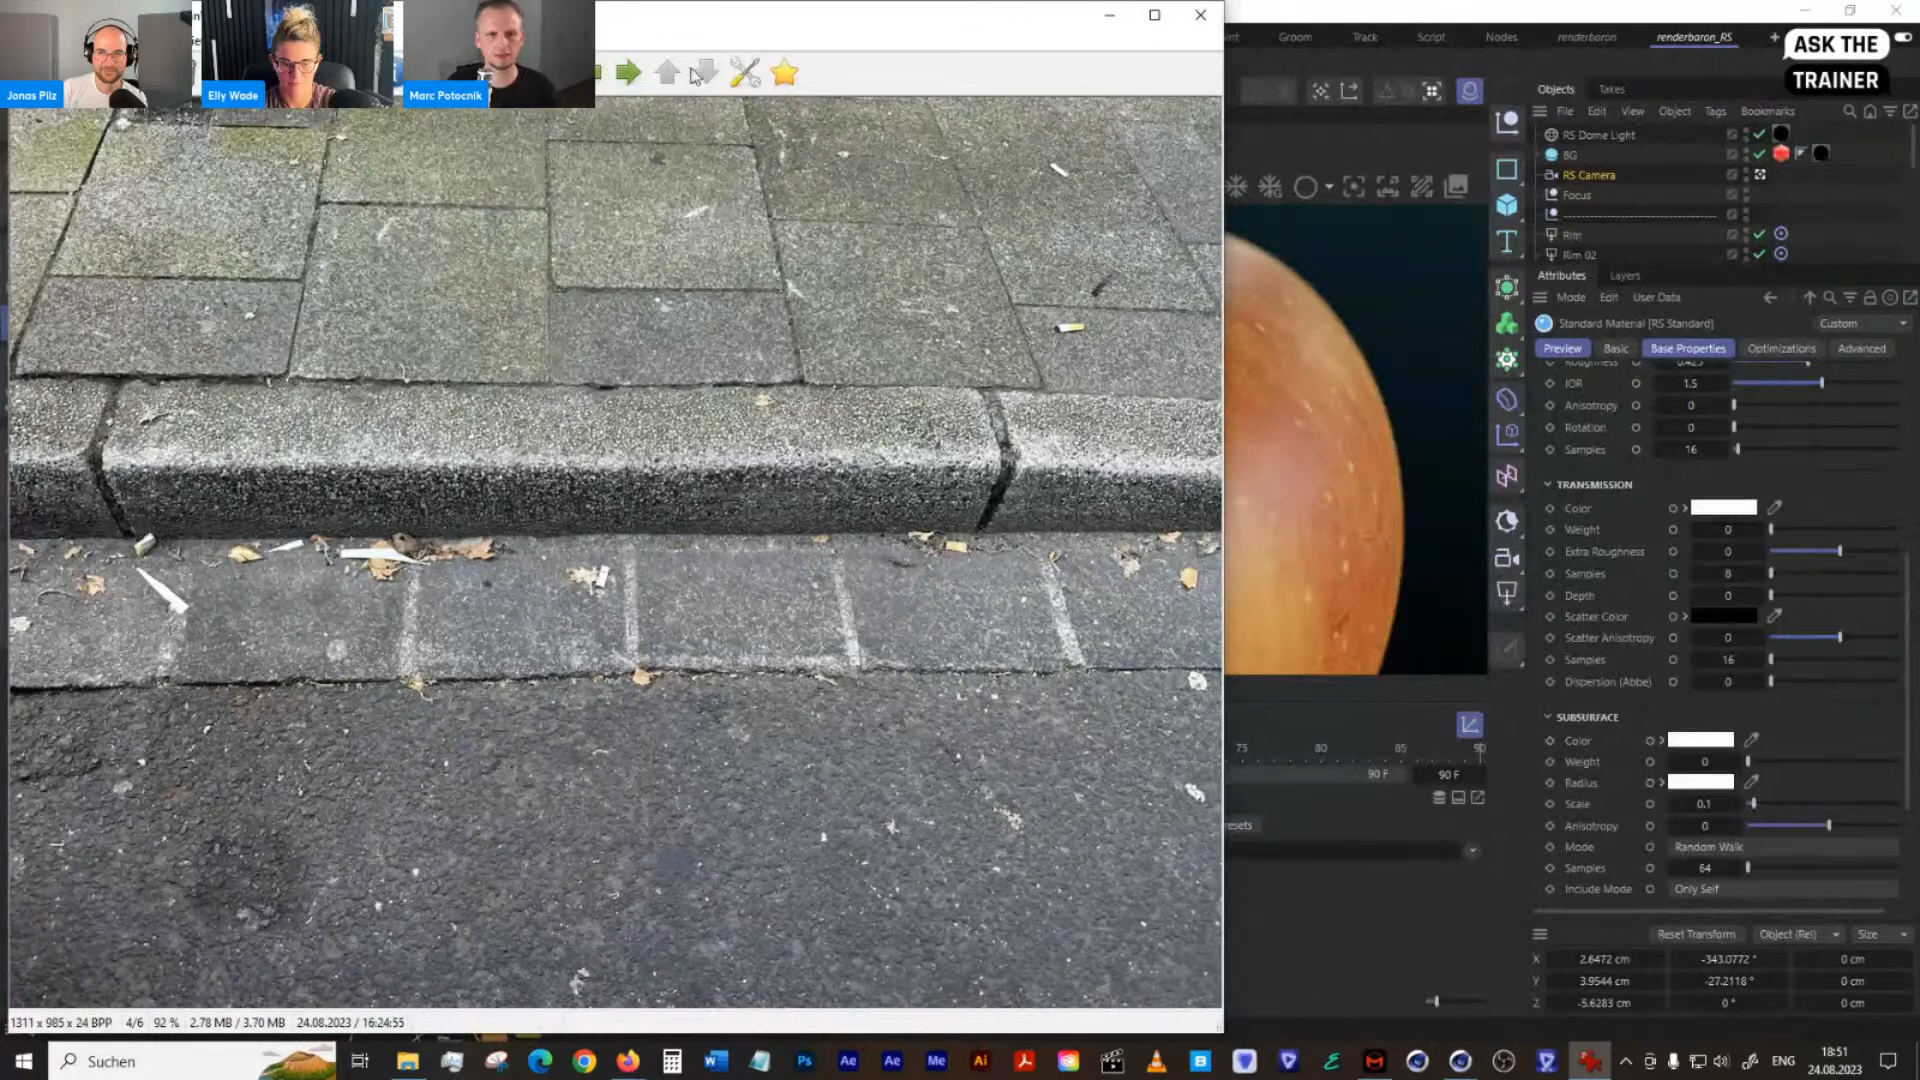 Jonas Pilz
Elly Wade
Marc Potocnik
Groom
Track
Script
Nodes
renderbaron
renderbaron_RS
ASK THE
TRAINER
Objects
Takes
File
Edit
View
Object
Tags
Bookmarks
RS Dome Light
BG
RS Camera
Focus
Rim
Rim 02
Attributes
Layers
Mode
Edit
User Data
Standard Material [RS Standard]
Custom
Preview
Basic
Base Properties
Optimizations
Advanced
Roughness 0.425
IOR 1.5
Anisotropy 0
Rotation 0
Samples 16
TRANSMISSION
Color
Weight 0
Extra Roughness 0
Samples 8
Depth 0
Scatter Color
Scatter Anisotropy 0
Samples 16
Dispersion (Abbe) 0
SUBSURFACE
Color
Weight 0
Radius
Scale 0.1
Anisotropy 0
Mode Random Walk
Samples 64
Include Mode Only Self
75 80 85 90
90 F 90 F
Reset Transform
Object (Rel)
Size
X 2.6472 cm -343.0772 ° 0 cm
Y 3.9544 cm -27.2118 ° 0 cm
Z -5.6283 cm 0 ° 0 cm
1311 x 985 x 24 BPP 4/6 92 % 2.78 MB / 3.70 MB 24.08.2023 / 16:24:55
Suchen
Ps
Ae
Ae
Me
Ai
ENG
18:51
24.08.2023